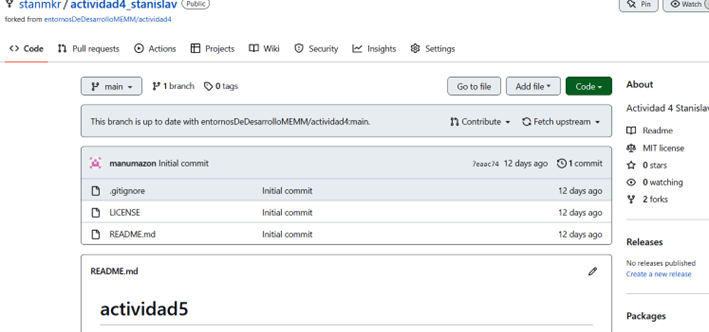 stanmkr / actividad4_stanislav Public
Pin Watch
forked from entornosDeDesarrolloMEMM/actividad4
Code Pull requests Actions Projects Wiki Security Insights Settings
main 1 branch 0 tags Go to file Add file Code
About
Actividad 4 Stanislav
This branch is up to date with entornosDeDesarrolloMEMM/actividad4:main. Contribute Fetch upstream
Readme
MIT license
0 stars
0 watching
2 forks
manumazon Initial commit 7eaac74 12 days ago 1 commit
.gitignore Initial commit 12 days ago
LICENSE Initial commit 12 days ago
README.md Initial commit 12 days ago
Releases
No releases published
Create a new release
README.md
actividad5
Packages